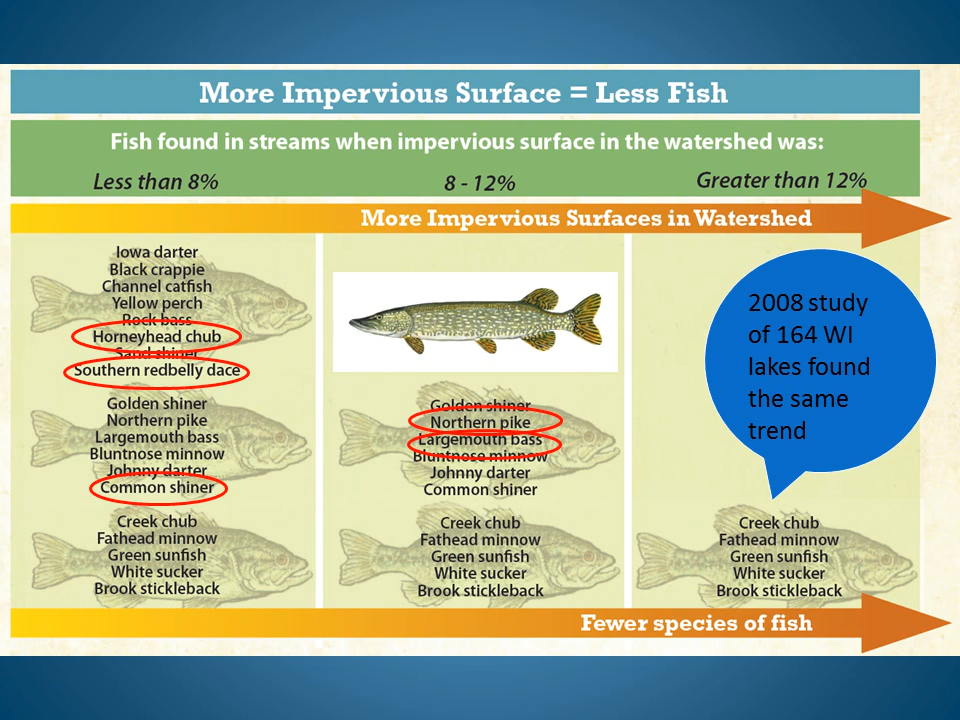 More Impervious Surface = Less Fish
Fish found in streams when impervious surface in the watershed was:
Less than 8%
8 - 12%
Greater than 12%
More Impervious Surfaces in Watershed
Iowa darter
Black crappie
Channel catfish
Yellow perch
Rock bass
Horneyhead chub
Sand shiner
Southern redbelly dace
Golden shiner
Northern pike
Largemouth bass
Bluntnose minnow
Johnny darter
Common shiner
Creek chub
Fathead minnow
Green sunfish
White sucker
Brook stickleback
Golden shiner
Northern pike
Largemouth bass
Bluntnose minnow
Johnny darter
Common shiner
Creek chub
Fathead minnow
Green sunfish
White sucker
Brook stickleback
2008 study
of 164 WI
lakes found
the same
trend
Creek chub
Fathead minnow
Green sunfish
White sucker
Brook stickleback
Fewer species of fish